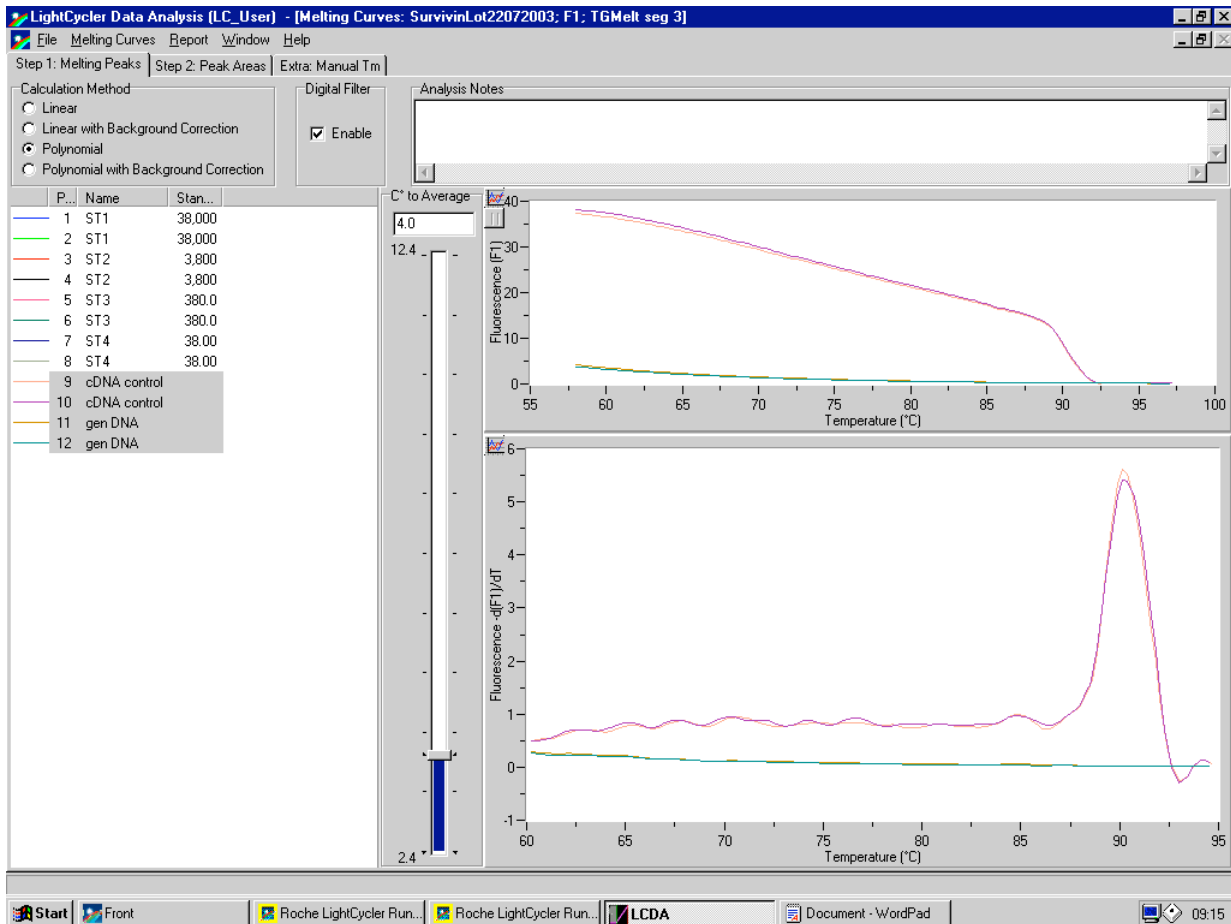 LightCycler Data Analysis (LC_User) - [Melting Curves: SurvivinLot22072003; F1; TGMelt seg 3]
File Melting Curves Report Window Help
Step 1: Melting Peaks Step 2: Peak Areas Extra: Manual Tm
Calculation Method
Linear
Linear with Background Correction
Polynomial
Polynomial with Background Correction
Digital Filter
Enable
Analysis Notes
P... Name Stan...
1 ST1 38,000
2 ST1 38,000
3 ST2 3,800
4 ST2 3,800
5 ST3 380.0
6 ST3 380.0
7 ST4 38.00
8 ST4 38.00
9 cDNA control
10 cDNA control
11 gen DNA
12 gen DNA
C° to Average
4.0
12.4
2.4
Fluorescence (F1)
40
30
20
10
0
55 60 65 70 75 80 85 90 95 100
Temperature (°C)
Fluorescence -d(F1)/dT
6
5
4
3
2
1
0
-1
60 65 70 75 80 85 90 95
Temperature (°C)
Start Front Roche LightCycler Run... Roche LightCycler Run... LCDA Document - WordPad 09:15